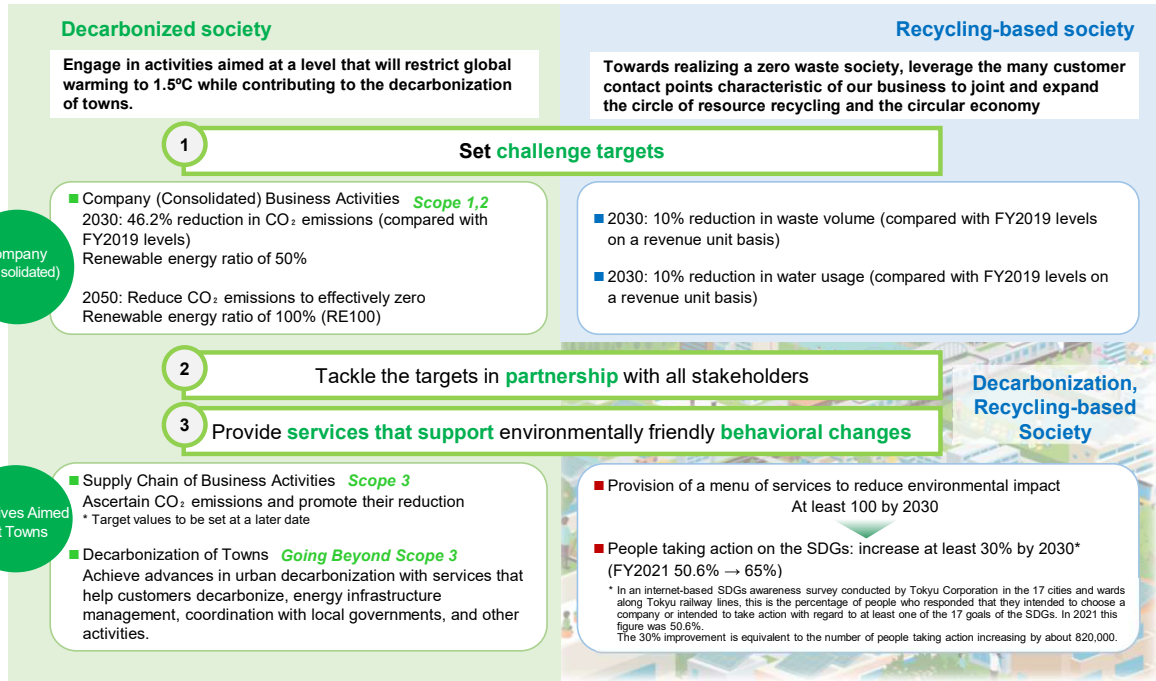 Decarbonized society
Recycling-based society
Engage in activities aimed at a level that will restrict global
warming to 1.5ºC while contributing to the decarbonization
of towns.
Towards realizing a zero waste society, leverage the many customer
contact points characteristic of our business to joint and expand
the circle of resource recycling and the circular economy
1
Set challenge targets
ompany
solidated)
■ Company (Consolidated) Business Activities Scope 1,2
2030: 46.2% reduction in CO₂ emissions (compared with
FY2019 levels)
Renewable energy ratio of 50%
2050: Reduce CO₂ emissions to effectively zero
Renewable energy ratio of 100% (RE100)
■ 2030: 10% reduction in waste volume (compared with FY2019 levels
on a revenue unit basis)
■ 2030: 10% reduction in water usage (compared with FY2019 levels on
a revenue unit basis)
2
Tackle the targets in partnership with all stakeholders
3
Provide services that support environmentally friendly behavioral changes
Decarbonization,
Recycling-based
Society
ives Aimed
t Towns
■ Supply Chain of Business Activities Scope 3
Ascertain CO₂ emissions and promote their reduction
* Target values to be set at a later date
■ Decarbonization of Towns Going Beyond Scope 3
Achieve advances in urban decarbonization with services that
help customers decarbonize, energy infrastructure
management, coordination with local governments, and other
activities.
■ Provision of a menu of services to reduce environmental impact
At least 100 by 2030
■ People taking action on the SDGs: increase at least 30% by 2030*
(FY2021 50.6% → 65%)
* In an internet-based SDGs awareness survey conducted by Tokyu Corporation in the 17 cities and wards
along Tokyu railway lines, this is the percentage of people who responded that they intended to choose a
company or intended to take action with regard to at least one of the 17 goals of the SDGs. In 2021 this
figure was 50.6%.
The 30% improvement is equivalent to the number of people taking action increasing by about 820,000.